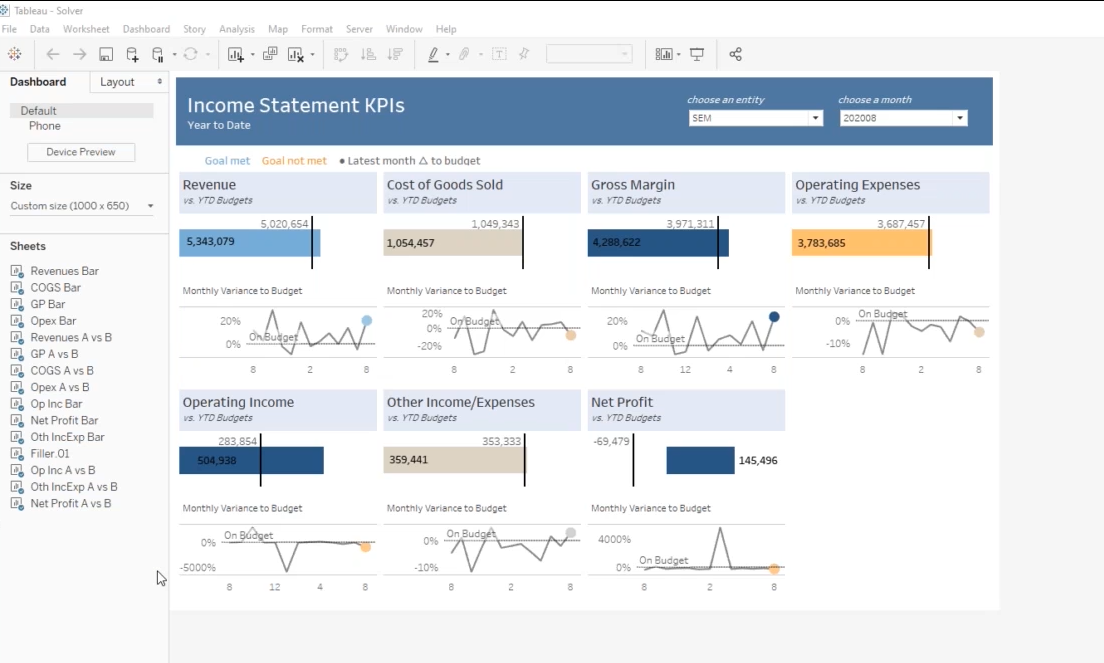 Tableau - Solver
File Data Worksheet Dashboard Story Analysis Map Format Server Window Help
Dashboard Layout
Default
Phone
Device Preview
Size
Custom size (1000 x 650)
Sheets
Revenues Bar
COGS Bar
GP Bar
Opex Bar
Revenues A vs B
GP A vs B
COGS A vs B
Opex A vs B
Op Inc Bar
Net Profit Bar
Oth IncExp Bar
Filler.01
Op Inc A vs B
Oth IncExp A vs B
Net Profit A vs B
Income Statement KPIs
Year to Date
choose an entity
SEM
choose a month
202008
Goal met Goal not met ● Latest month △ to budget
Revenue
vs. YTD Budgets
5,020,654
5,343,079
Monthly Variance to Budget
20%
0%
On Budget
8 2 8
Cost of Goods Sold
vs. YTD Budgets
1,049,343
1,054,457
Monthly Variance to Budget
20%
0%
-20%
On Budget
8 2 8
Gross Margin
vs. YTD Budgets
3,971,311
4,288,622
Monthly Variance to Budget
20%
0%
On Budget
8 12 4 8
Operating Expenses
vs. YTD Budgets
3,687,457
3,783,685
Monthly Variance to Budget
0%
-10%
On Budget
8 2 8
Operating Income
vs. YTD Budgets
283,854
504,938
Monthly Variance to Budget
0%
-5000%
On Budget
8 12 4 8
Other Income/Expenses
vs. YTD Budgets
353,333
359,441
Monthly Variance to Budget
0%
-10%
On Budget
8 2 8
Net Profit
vs. YTD Budgets
-69,479
145,496
Monthly Variance to Budget
4000%
0%
On Budget
8 2 8